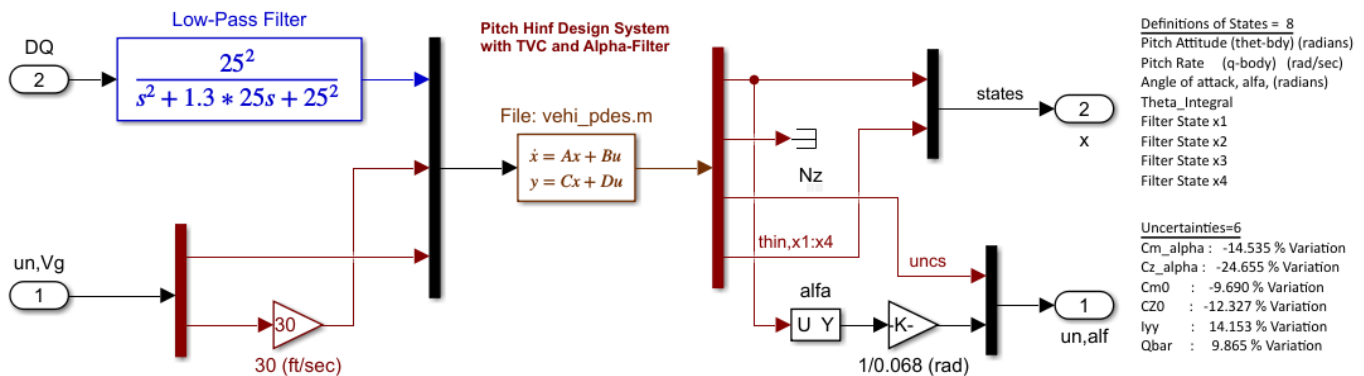 Low-Pass Filter
DQ
2
25²
s² + 1.3 * 25s + 25²
Pitch Hinf Design System
with TVC and Alpha-Filter
File: vehi_pdes.m
ẋ = Ax + Bu
y = Cx + Du
Nz
thin,x1:x4
uncs
states
2
x
un,Vg
1
30
30 (ft/sec)
alfa
U Y
-K-
1/0.068 (rad)
1
un,alf
Definitions of States = 8
Pitch Attitude (thet-bdy) (radians)
Pitch Rate (q-body) (rad/sec)
Angle of attack, alfa, (radians)
Theta_Integral
Filter State x1
Filter State x2
Filter State x3
Filter State x4
Uncertainties=6
Cm_alpha : -14.535 % Variation
Cz_alpha : -24.655 % Variation
Cm0 : -9.690 % Variation
CZ0 : -12.327 % Variation
Iyy : 14.153 % Variation
Qbar : 9.865 % Variation